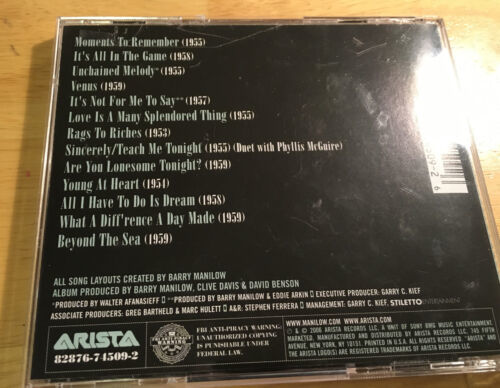 Moments To Remember (1955)
It's All In The Game (1958)
Unchained Melody* (1955)
Venus (1959)
It's Not For Me To Say** (1957)
Love Is A Many Splendored Thing (1955)
Rags To Riches (1953)
Sincerely/Teach Me Tonight (1955) (Duet with Phyllis McGuire)
Are You Lonesome Tonight? (1959)
Young At Heart (1954)
All I Have To Do Is Dream (1958)
What A Diff'rence A Day Made (1959)
Beyond The Sea (1959)
ALL SONG LAYOUTS CREATED BY BARRY MANILOW
ALBUM PRODUCED BY BARRY MANILOW, CLIVE DAVIS & DAVID BENSON
*PRODUCED BY WALTER AFANASIEFF **PRODUCED BY BARRY MANILOW & EDDIE ARKIN EXECUTIVE PRODUCER: GARRY C. KIEF
ASSOCIATE PRODUCERS: GREG BARTHELD & MARC HULETT A&R: STEPHEN FERRERA MANAGEMENT: GARRY C. KIEF, STILETTO ENTERTAINMENT
ARISTA
82876-74509-2
FBI ANTI-PIRACY WARNING:
UNAUTHORIZED COPYING
IS PUNISHABLE UNDER
FEDERAL LAW.
WWW.MANILOW.COM WWW.ARISTA.COM
℗ & © 2006 ARISTA RECORDS LLC, A UNIT OF SONY BMG MUSIC ENTERTAINMENT.
MARKETED, MANUFACTURED AND DISTRIBUTED BY ARISTA RECORDS LLC, 745 FIFTH
AVENUE, NEW YORK, NY 10151. PRINTED IN U.S.A. ALL RIGHTS RESERVED. "ARISTA" AND
THE ARISTA LOGO(S) ARE REGISTERED TRADEMARKS OF ARISTA RECORDS LLC.